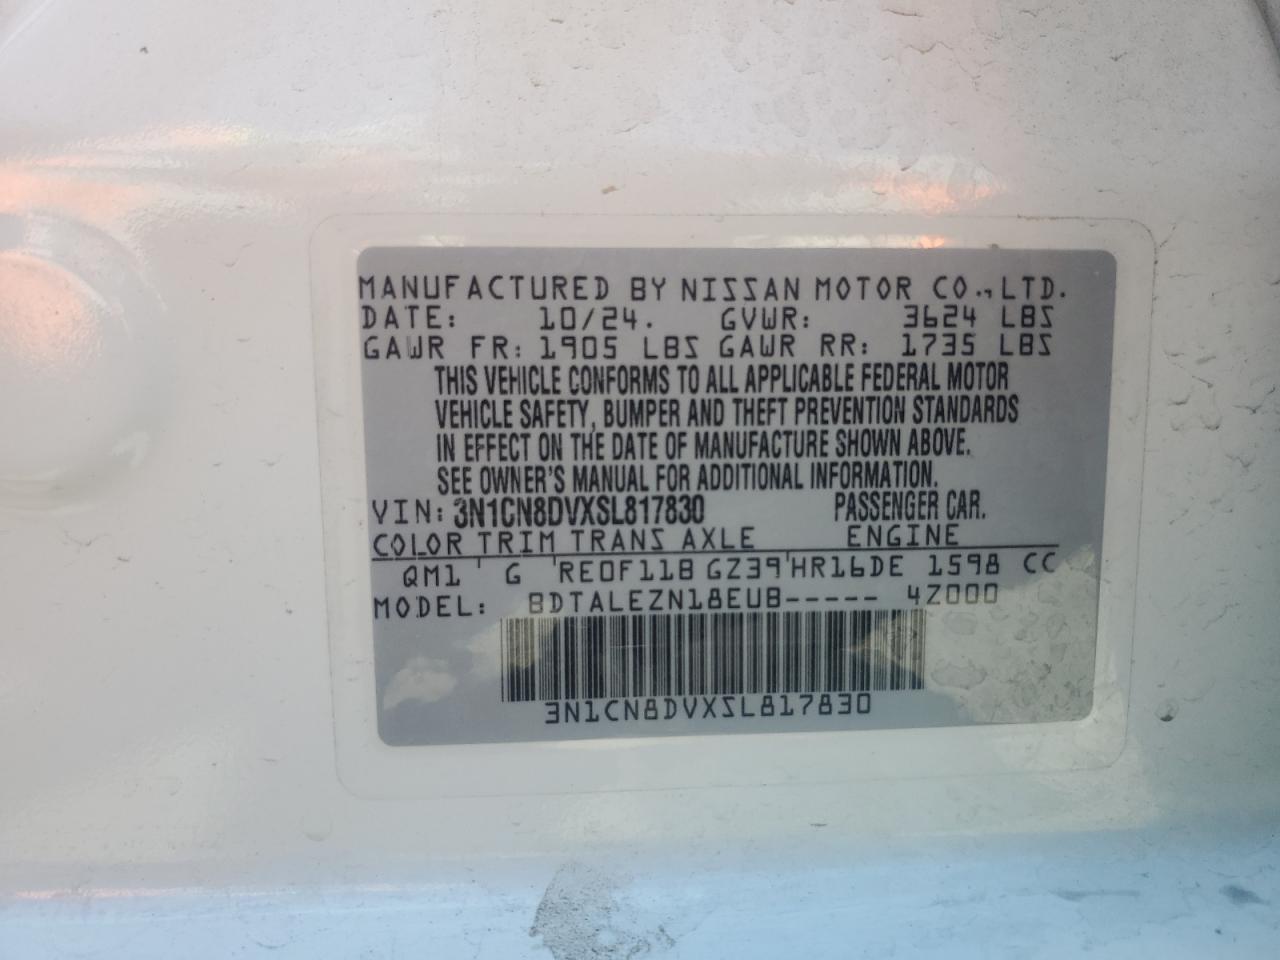 MANUFACTURED BY NISSAN MOTOR CO., LTD.
DATE: 10/24. GVWR: 3624 LBS
GAWR FR: 1905 LBS GAWR RR: 1735 LBS
THIS VEHICLE CONFORMS TO ALL APPLICABLE FEDERAL MOTOR
VEHICLE SAFETY, BUMPER AND THEFT PREVENTION STANDARDS
IN EFFECT ON THE DATE OF MANUFACTURE SHOWN ABOVE.
SEE OWNER'S MANUAL FOR ADDITIONAL INFORMATION.
VIN: 3N1CN8DVXSL817830 PASSENGER CAR.
COLOR TRIM TRANS AXLE ENGINE
QM1 G RE0F11B GZ39 HR16DE 1598 CC
MODEL: BDTALEZN18EUB----- 4Z000
3N1CN8DVXSL817830